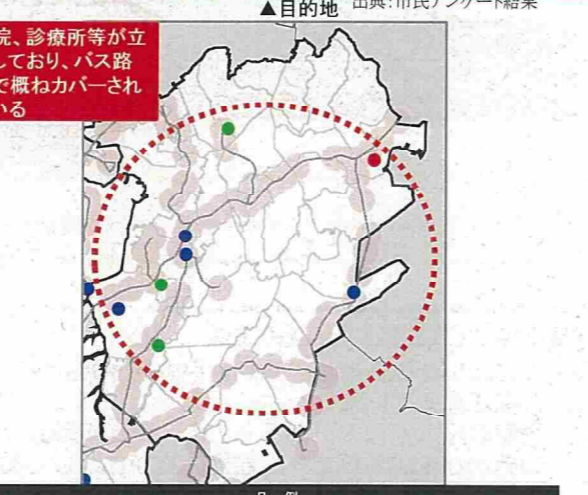 ▲目的地 出典:市民アンケート結果
院、診療所等が立
しており、バス路
で概ねカバーされ
いる
凡 例